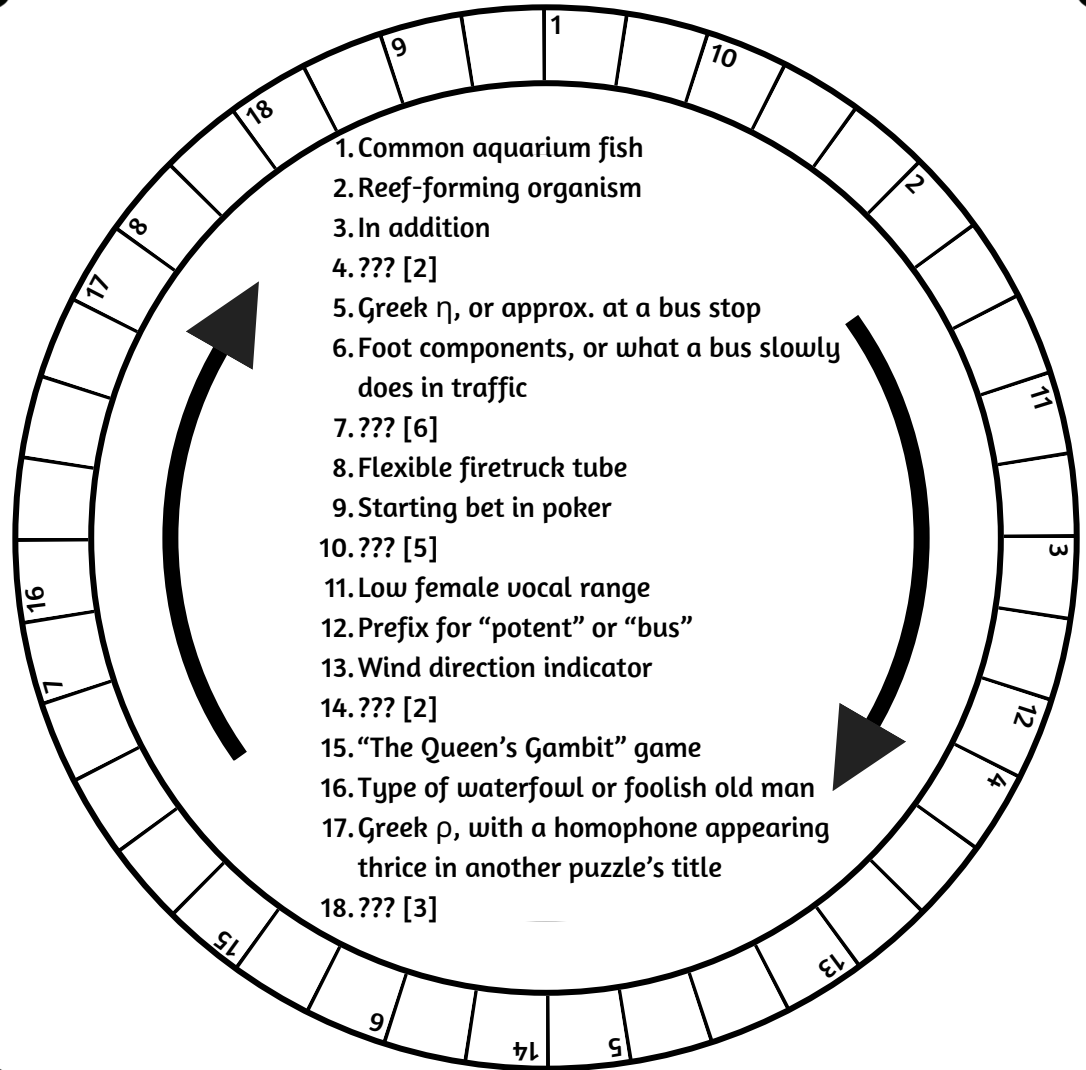 1
10
2
11
3
12
4
13
5
14
6
15
7
16
17
8
18
9
1. Common aquarium fish
2. Reef-forming organism
3. In addition
4. ??? [2]
5. Greek η, or approx. at a bus stop
6. Foot components, or what a bus slowly
does in traffic
7. ??? [6]
8. Flexible firetruck tube
9. Starting bet in poker
10. ??? [5]
11. Low female vocal range
12. Prefix for “potent” or “bus”
13. Wind direction indicator
14. ??? [2]
15. “The Queen’s Gambit” game
16. Type of waterfowl or foolish old man
17. Greek ρ, with a homophone appearing
thrice in another puzzle’s title
18. ??? [3]